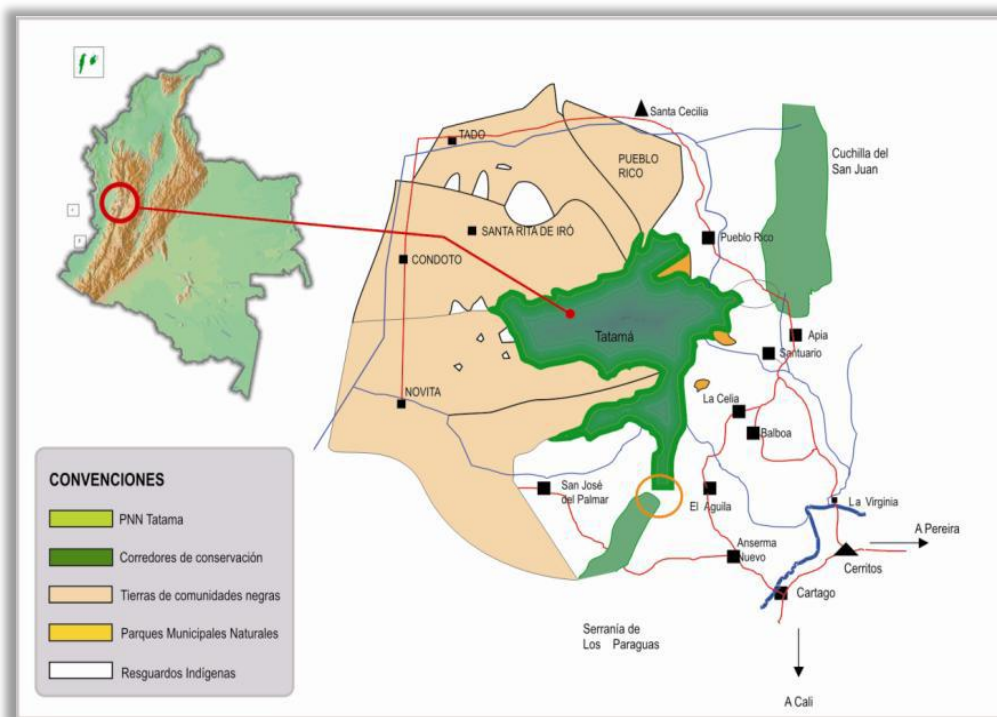 Santa Cecilia
TADO
PUEBLO
RICO
Cuchilla del
San Juan
SANTA RITA DE IRÓ
Pueblo Rico
CONDOTO
Tatamá
Apia
Santuario
NOVITA
La Celia
Balboa
San José
del Palmar
El Aguila
La Virginia
A Pereira
Anserma
Nuevo
Cerritos
Cartago
Serranía de
Los Paraguas
A Cali
CONVENCIONES
PNN Tatama
Corredores de conservación
Tierras de comunidades negras
Parques Municipales Naturales
Resguardos Indígenas